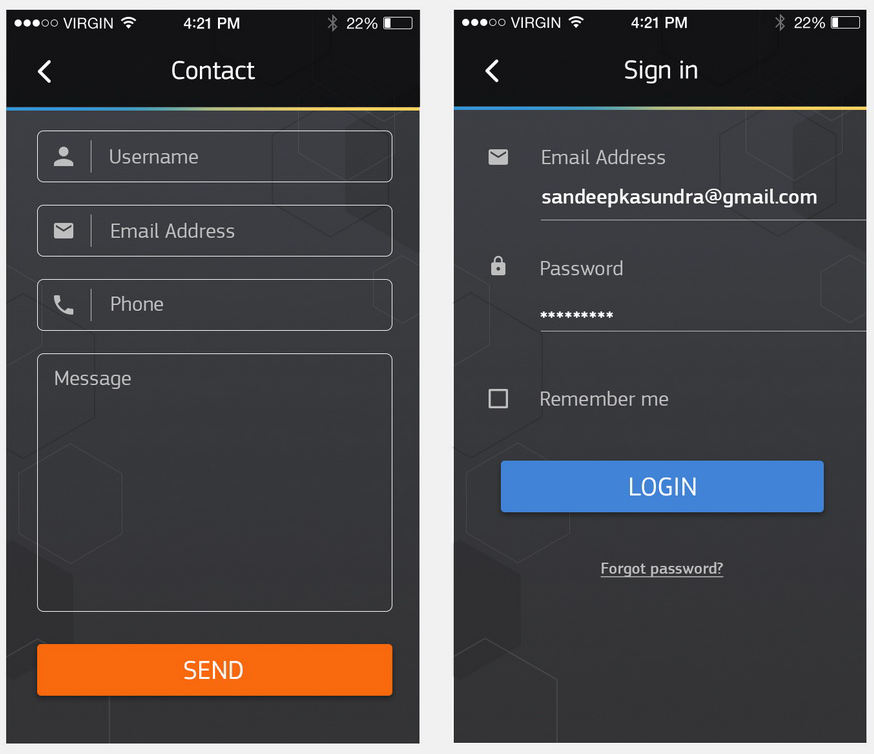 VIRGIN 4:21 PM 22%
Contact
Username
Email Address
Phone
Message
SEND
VIRGIN 4:21 PM 22%
Sign in
Email Address
sandeepkasundra@gmail.com
Password
*********
Remember me
LOGIN
Forgot password?